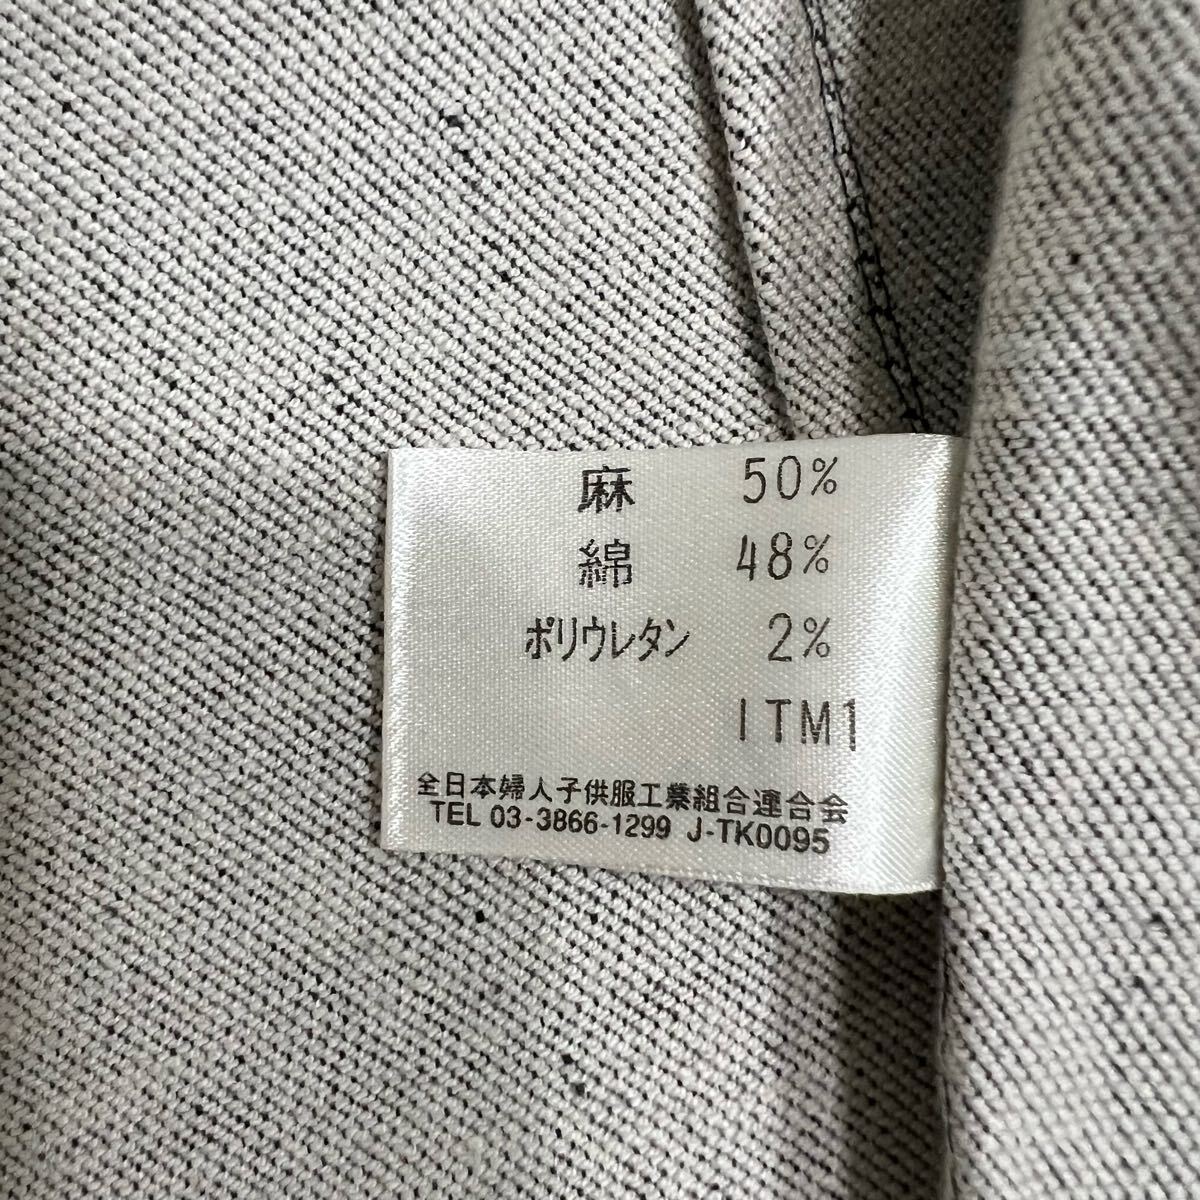 麻 50%
綿 48%
ポリウレタン 2%
ITM1
全日本婦人子供服工業組合連合会
TEL 03-3866-1299 J-TK0095